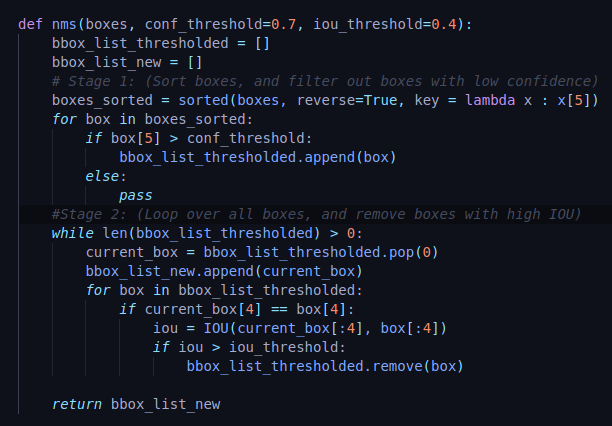 def nms(boxes, conf_threshold=0.7, iou_threshold=0.4):
    bbox_list_thresholded = []
    bbox_list_new = []
    # Stage 1: (Sort boxes, and filter out boxes with low confidence)
    boxes_sorted = sorted(boxes, reverse=True, key = lambda x : x[5])
    for box in boxes_sorted:
        if box[5] > conf_threshold:
            bbox_list_thresholded.append(box)
        else:
            pass
    #Stage 2: (Loop over all boxes, and remove boxes with high IOU)
    while len(bbox_list_thresholded) > 0:
        current_box = bbox_list_thresholded.pop(0)
        bbox_list_new.append(current_box)
        for box in bbox_list_thresholded:
            if current_box[4] == box[4]:
                iou = IOU(current_box[:4], box[:4])
                if iou > iou_threshold:
                    bbox_list_thresholded.remove(box)
    return bbox_list_new